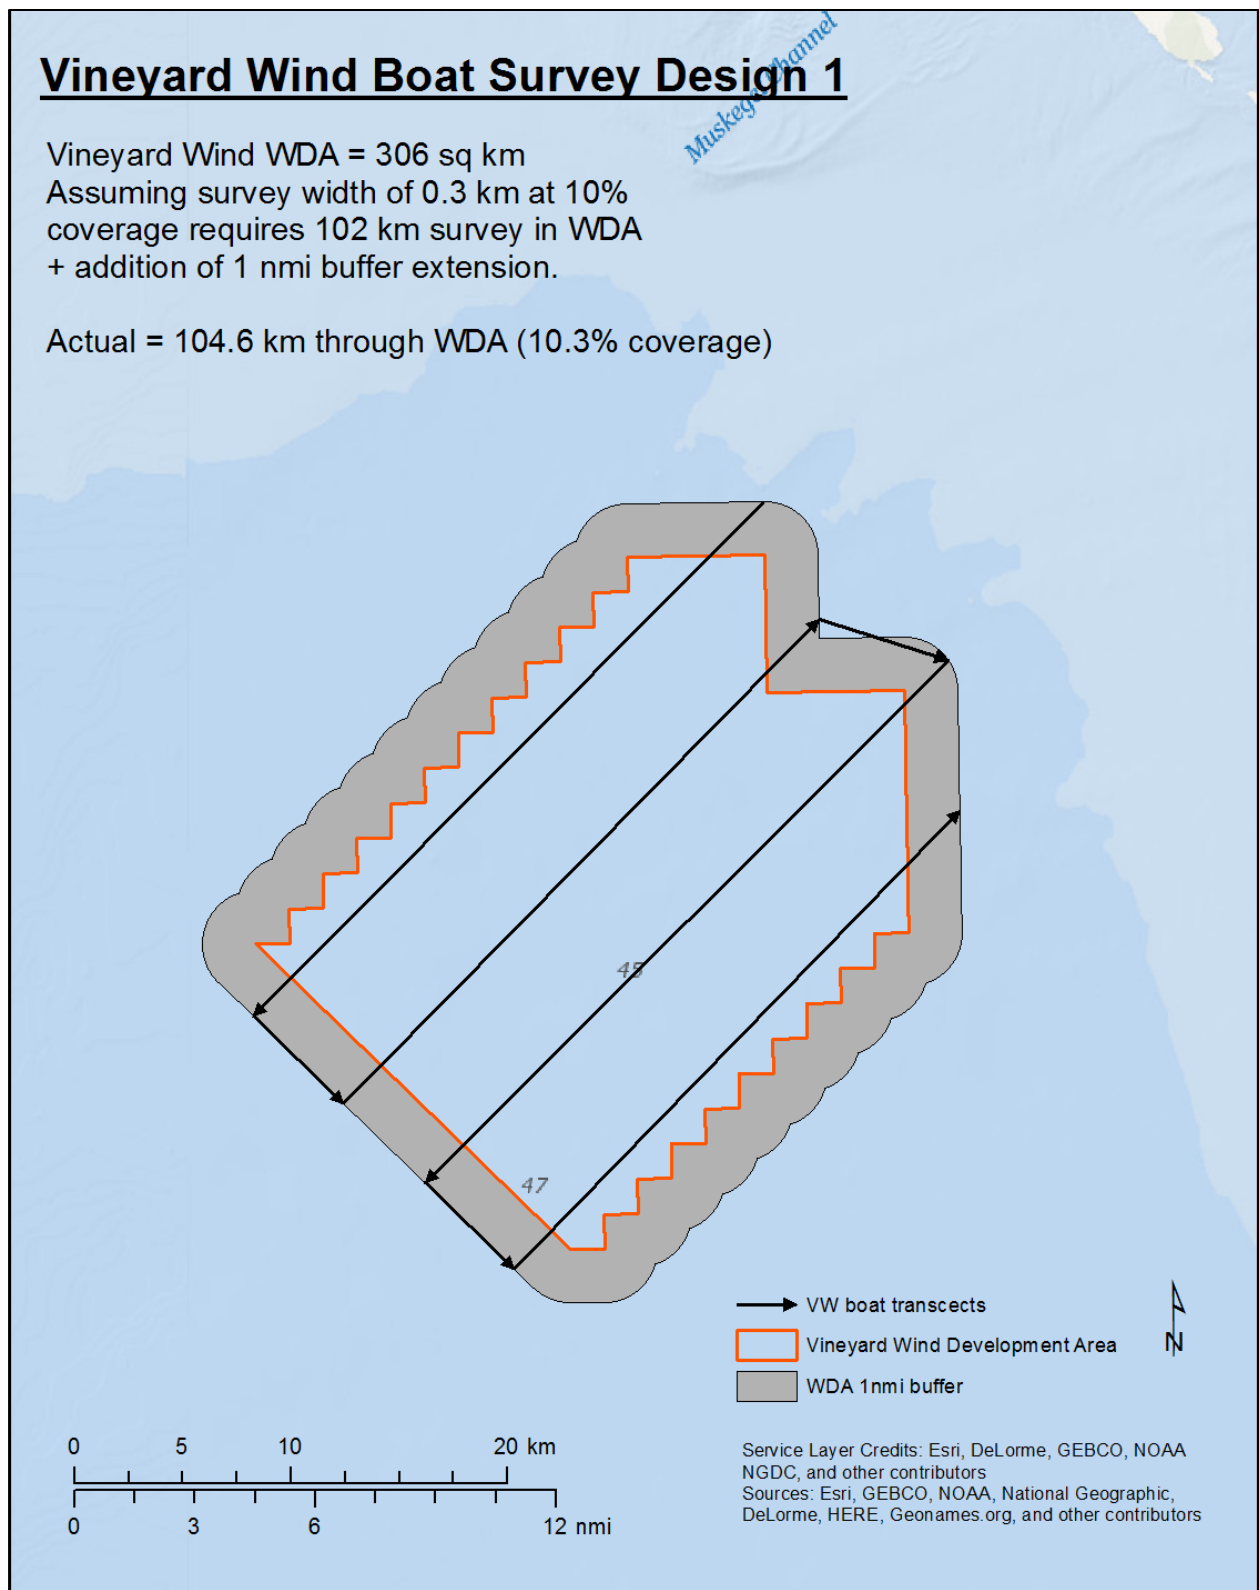 Vineyard Wind Boat Survey Design 1
Vineyard Wind WDA = 306 sq km
Assuming survey width of 0.3 km at 10%
coverage requires 102 km survey in WDA
+ addition of 1 nmi buffer extension.
Actual = 104.6 km through WDA (10.3% coverage)
Channel
45
47
VW boat transcects
Vineyard Wind Development Area
WDA 1nmi buffer
N
0 5 10 20 km
0 3 6 12 nmi
Service Layer Credits: Esri, DeLorme, GEBCO, NOAA
NGDC, and other contributors
Sources: Esri, GEBCO, NOAA, National Geographic,
DeLorme, HERE, Geonames.org, and other contributors